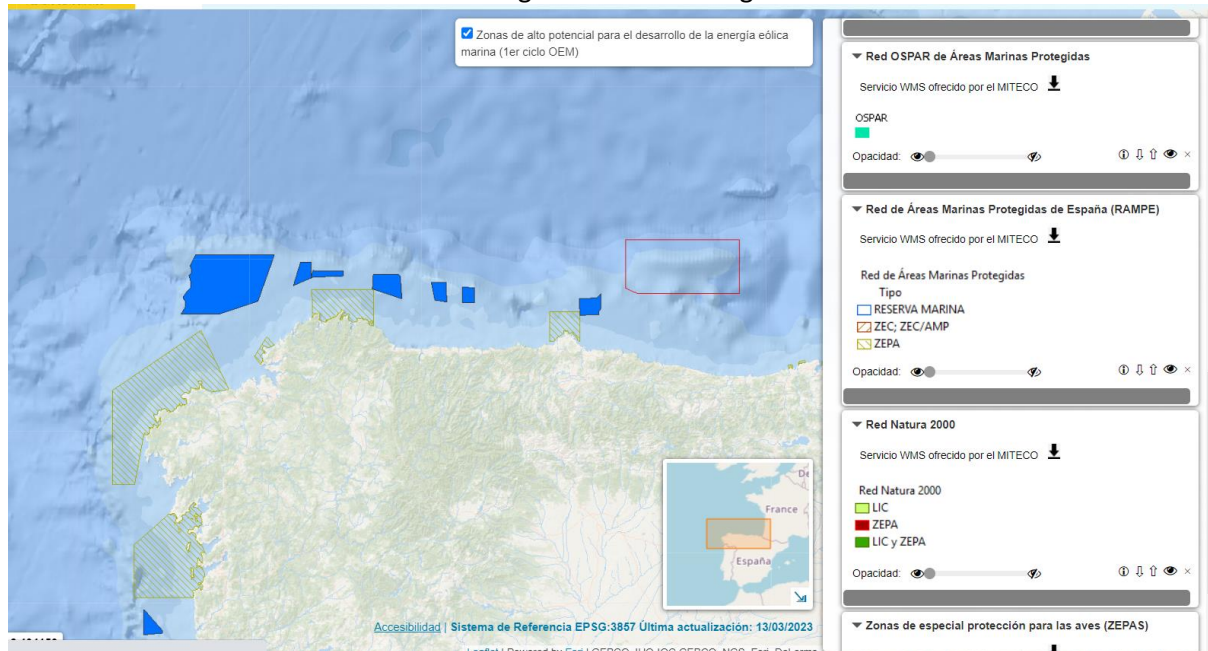 Zonas de alto potencial para el desarrollo de la energía eólica
marina (1er ciclo OEM)
Red OSPAR de Áreas Marinas Protegidas
Servicio WMS ofrecido por el MITECO
OSPAR
Opacidad:
Red de Áreas Marinas Protegidas de España (RAMPE)
Servicio WMS ofrecido por el MITECO
Red de Áreas Marinas Protegidas
Tipo
RESERVA MARINA
ZEC; ZEC/AMP
ZEPA
Opacidad:
Red Natura 2000
Servicio WMS ofrecido por el MITECO
Red Natura 2000
LIC
ZEPA
LIC y ZEPA
Opacidad:
Zonas de especial protección para las aves (ZEPAS)
De
France
España
Accesibilidad | Sistema de Referencia EPSG:3857 Última actualización: 13/03/2023